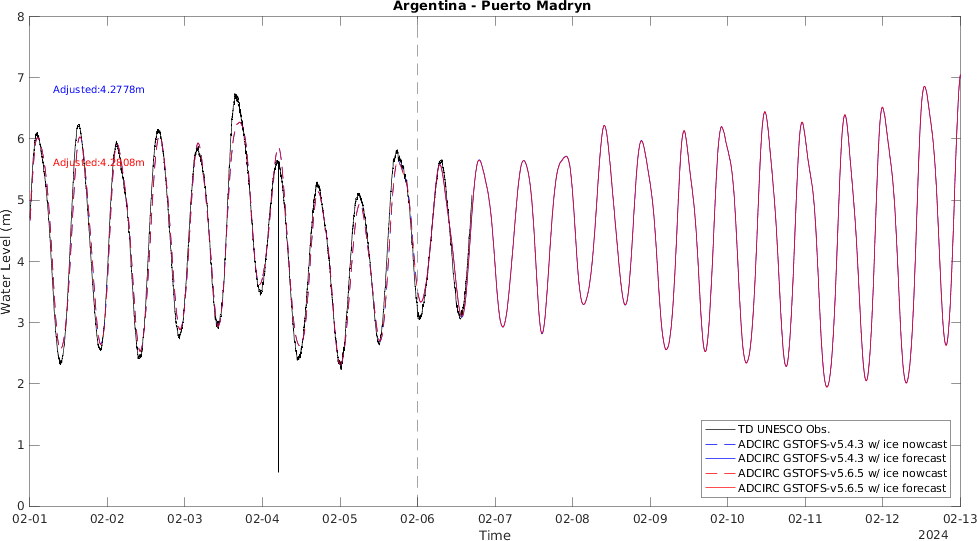 Argentina - Puerto Madryn
8
7
6
5
4
3
2
1
0
Water Level (m)
Adjusted:4.2778m
Adjusted:4.2808m
TD UNESCO Obs.
ADCIRC GSTOFS-v5.4.3 w/ ice nowcast
ADCIRC GSTOFS-v5.4.3 w/ ice forecast
ADCIRC GSTOFS-v5.6.5 w/ ice nowcast
ADCIRC GSTOFS-v5.6.5 w/ ice forecast
02-01 02-02 02-03 02-04 02-05 02-06 02-07 02-08 02-09 02-10 02-11 02-12 02-13
Time
2024